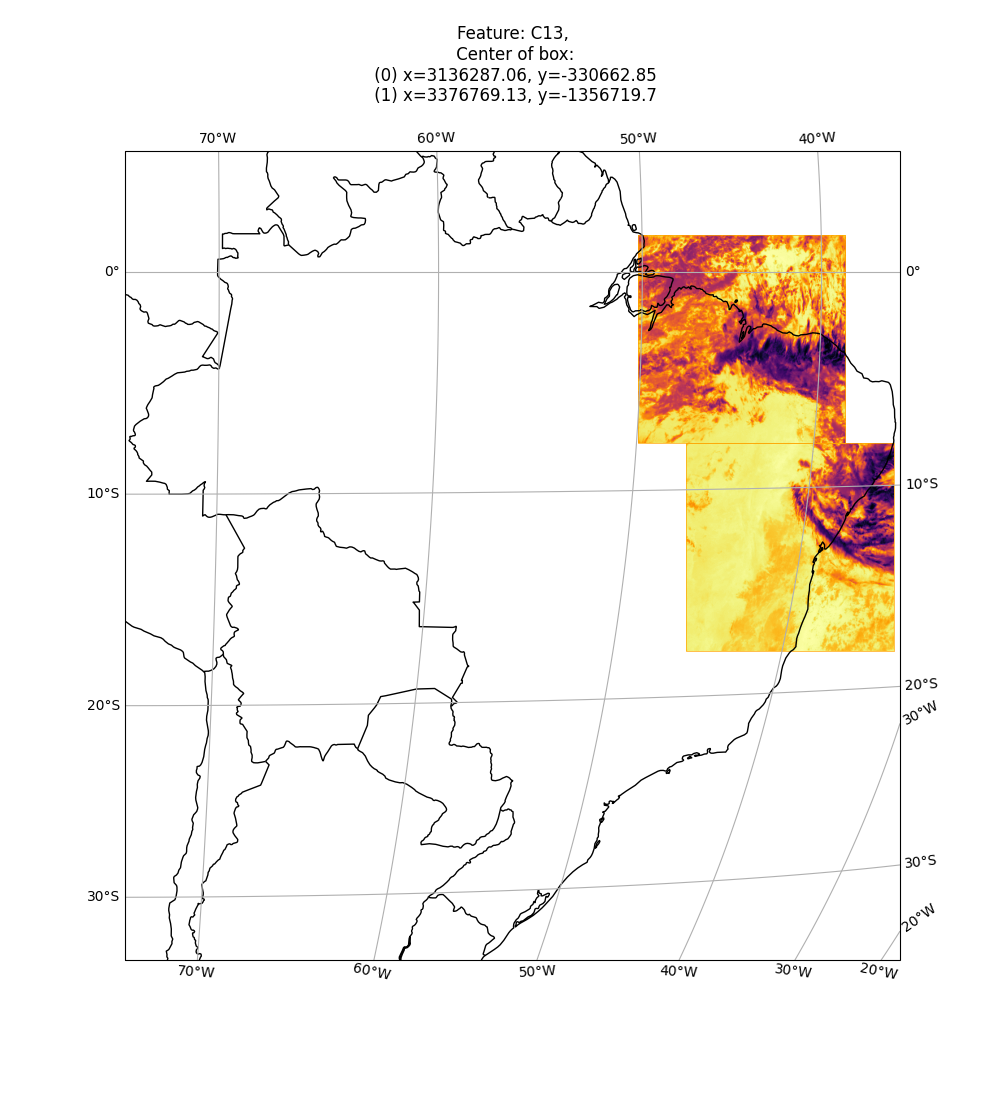 Feature: C13,
Center of box:
(0) x=3136287.06, y=-330662.85
(1) x=3376769.13, y=-1356719.7
70°W 60°W 50°W 40°W
0° 0°
10°S 10°S
20°S 20°S
30°W
30°S 30°S
20°W
70°W 60°W 50°W 40°W 30°W 20°W